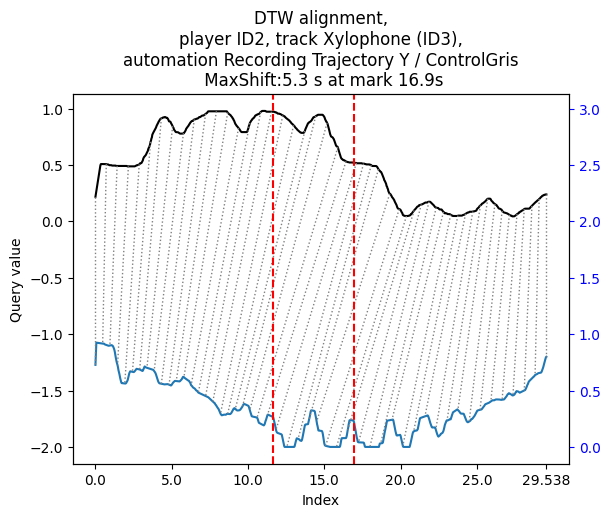 DTW alignment,
player ID2, track Xylophone (ID3),
automation Recording Trajectory Y / ControlGris
MaxShift:5.3 s at mark 16.9s
1.0
0.5
0.0
−0.5
−1.0
−1.5
−2.0
Query value
3.0
2.5
2.0
1.5
1.0
0.5
0.0
0.0 5.0 10.0 15.0 20.0 25.0 29.538
Index